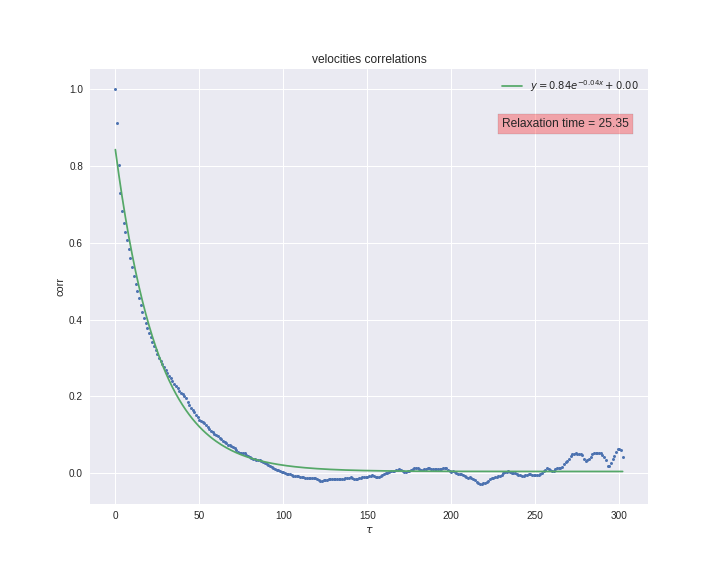 velocities correlations
y = 0.84e^{-0.04x} + 0.00
Relaxation time = 25.35
corr
1.0
0.8
0.6
0.4
0.2
0.0
0 50 100 150 200 250 300
τ